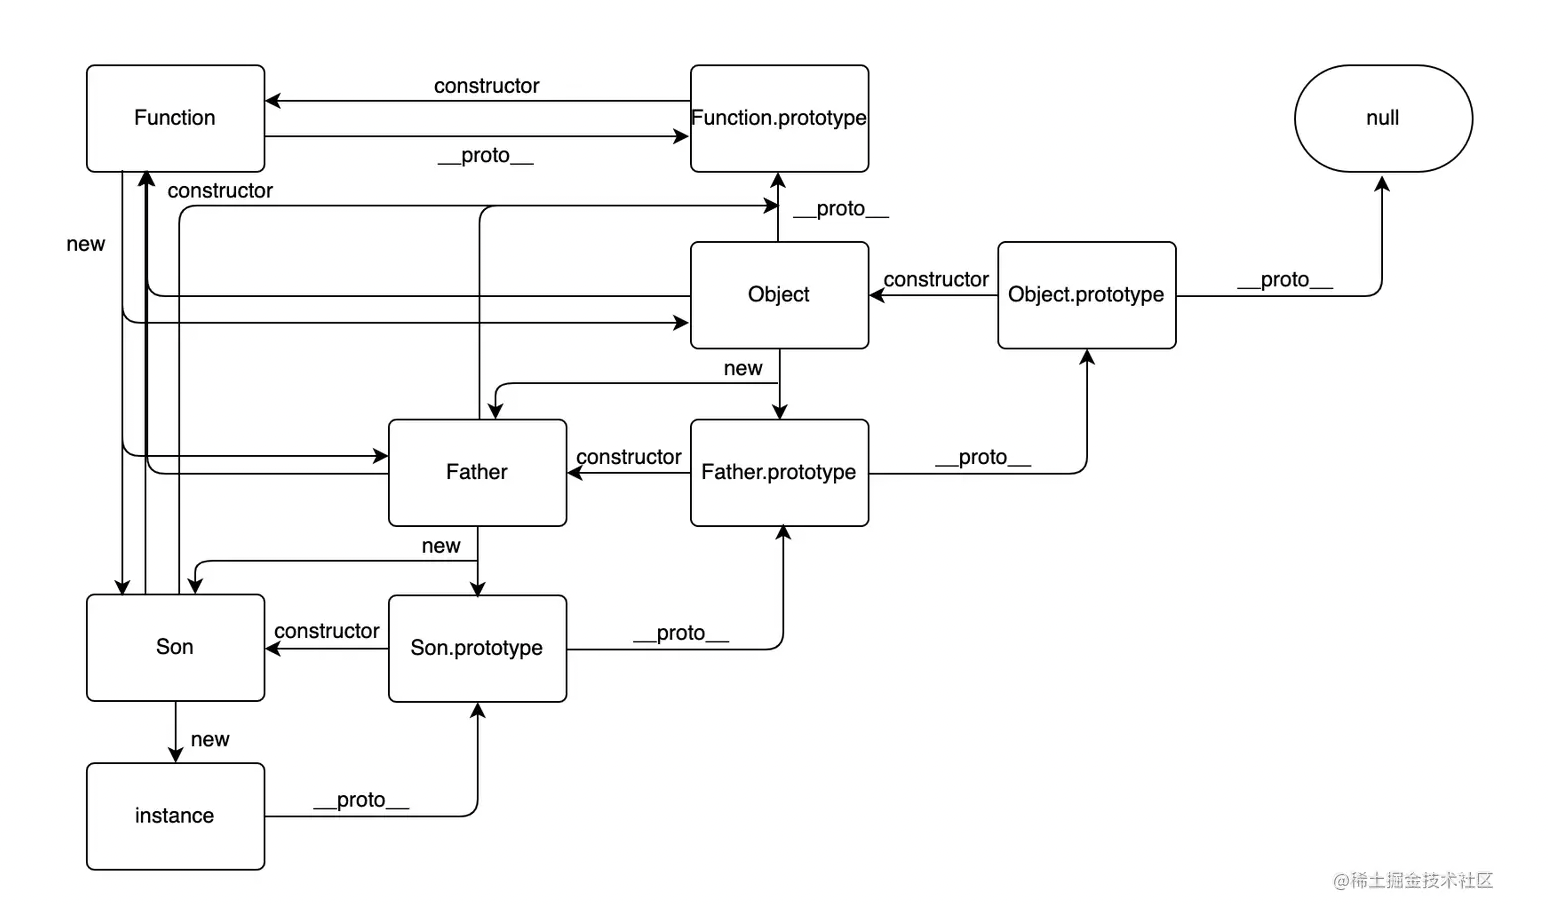 constructor
Function
Function.prototype
null
__proto__
constructor
__proto__
new
constructor
Object
Object.prototype
__proto__
new
constructor
__proto__
Father
Father.prototype
new
constructor
__proto__
Son
Son.prototype
new
__proto__
instance
@稀土掘金技术社区